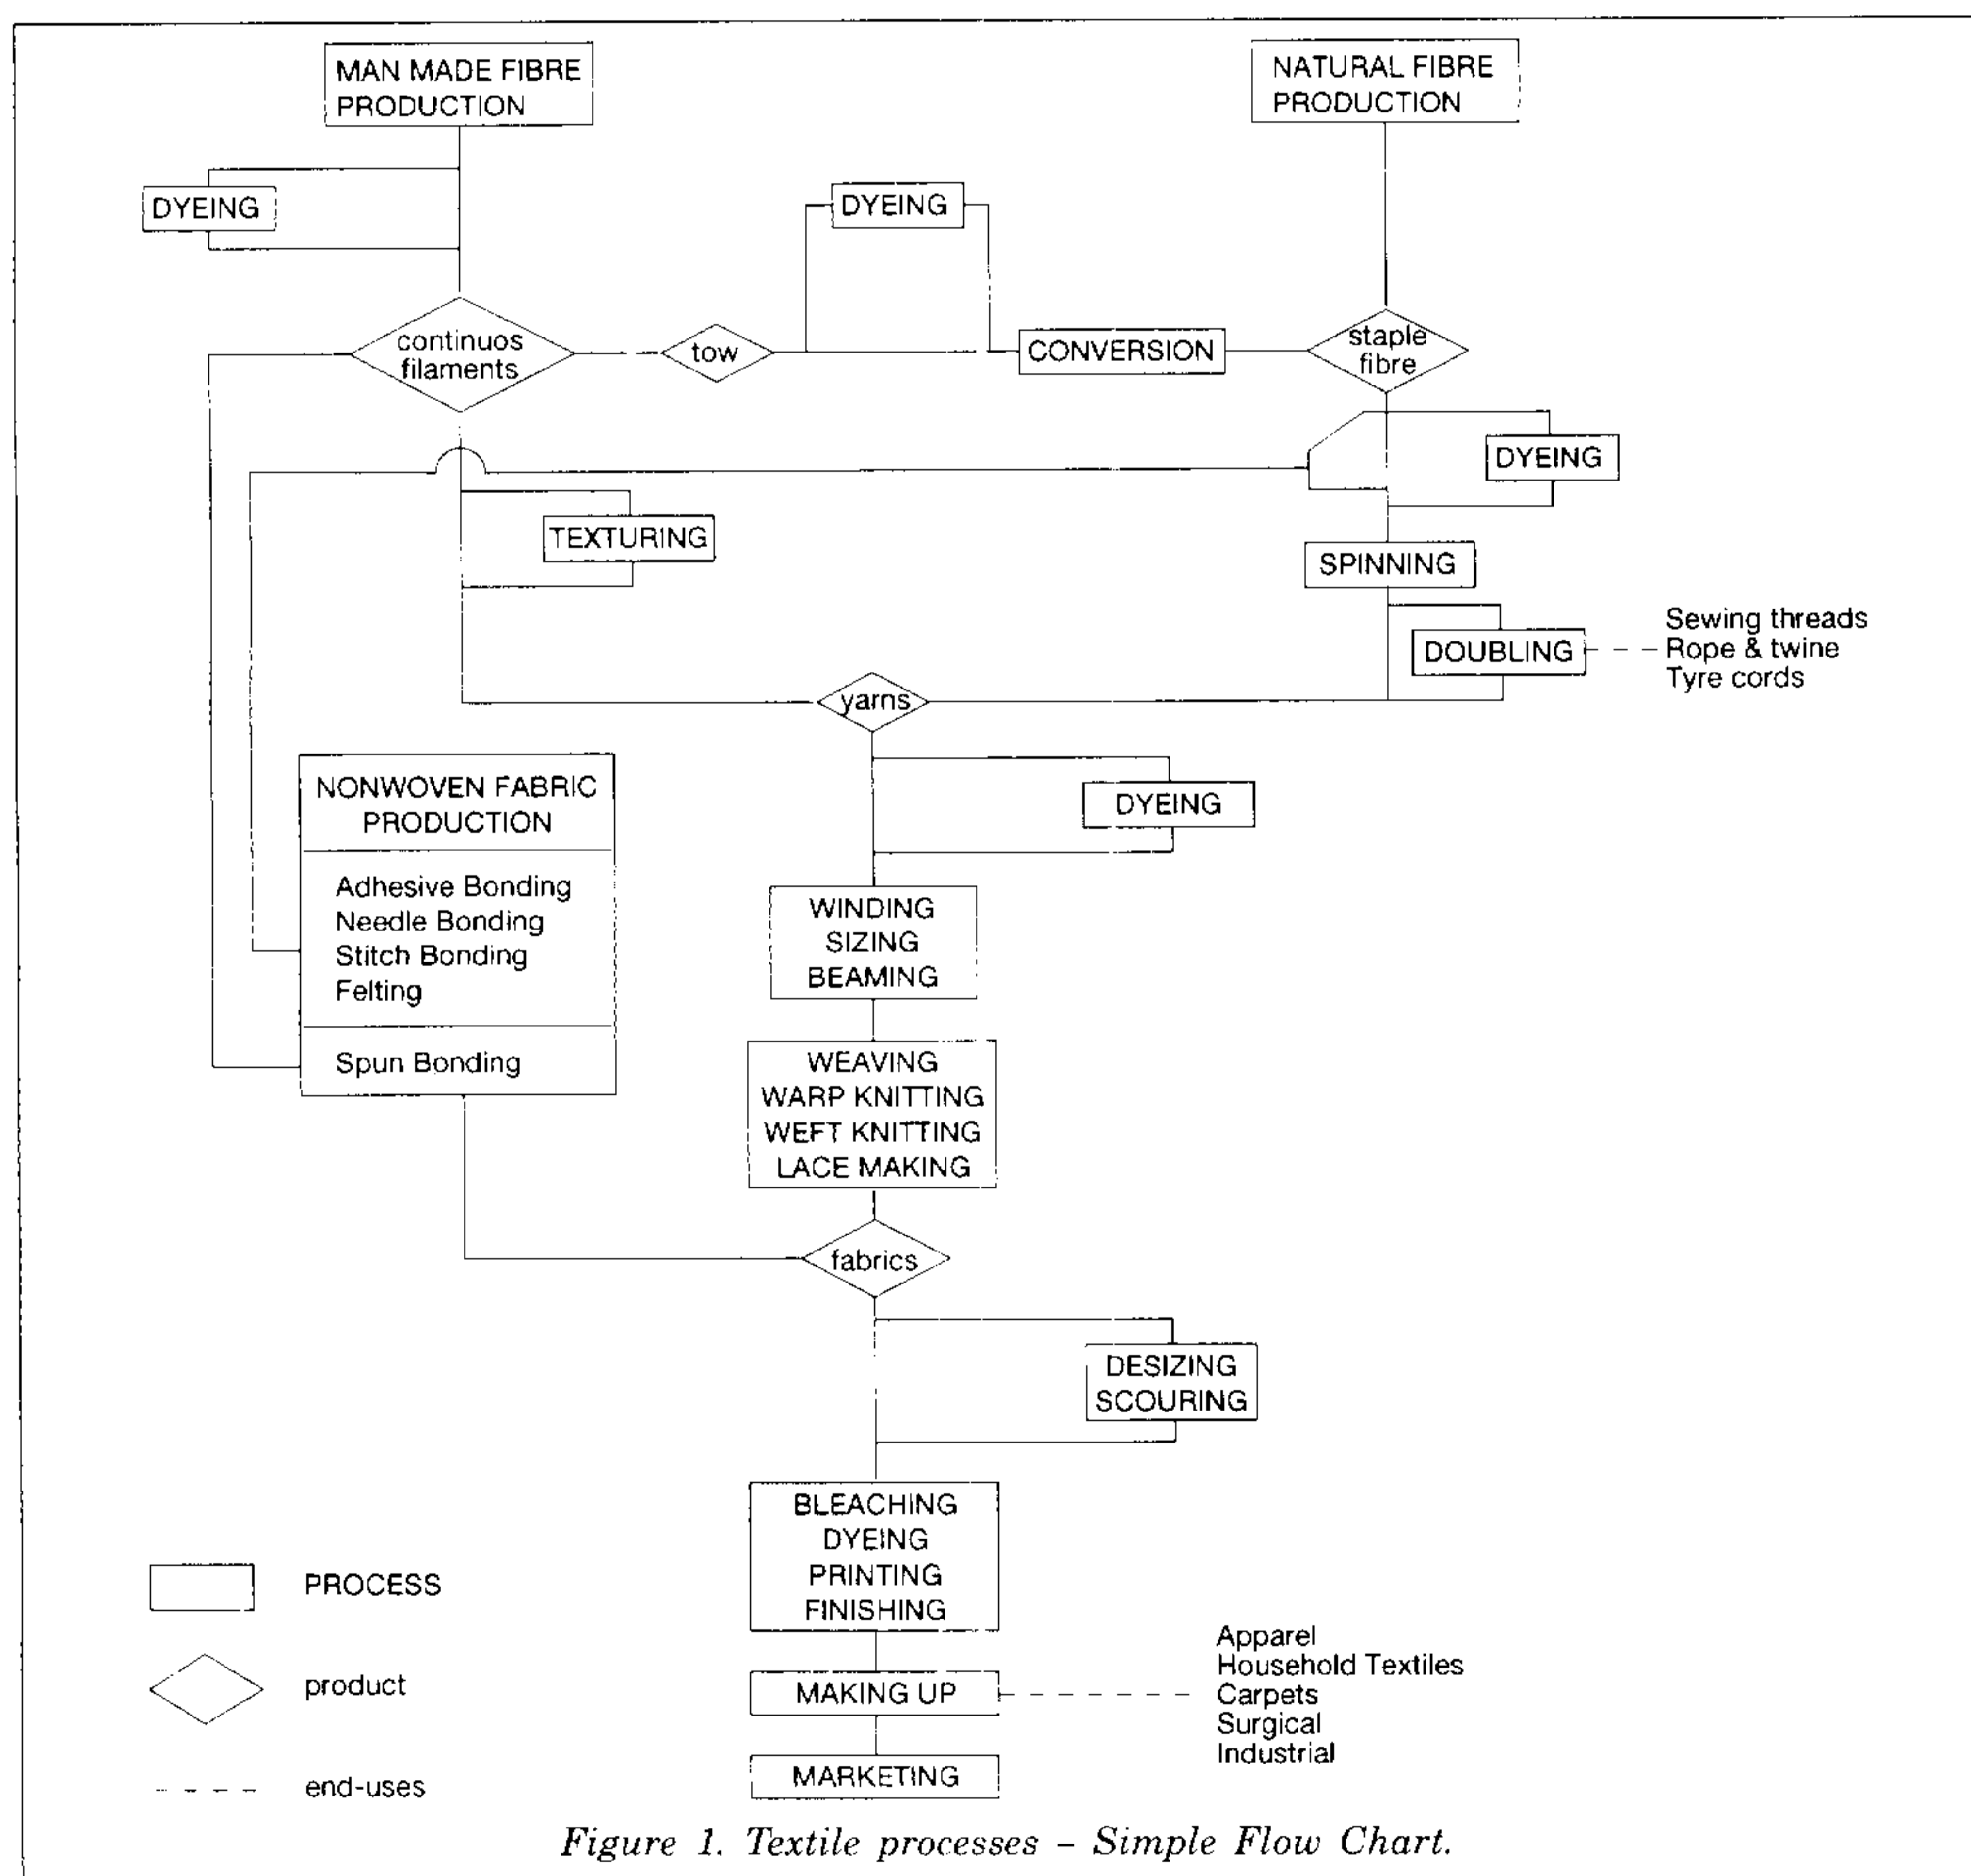 MAN MADE FIBRE
PRODUCTION
NATURAL FIBRE
PRODUCTION
DYEING
DYEING
continuos
filaments
tow
CONVERSION
staple
fibre
DYEING
TEXTURING
SPINNING
DOUBLING
Sewing threads
Rope & twine
Tyre cords
yarns
NONWOVEN FABRIC
PRODUCTION
Adhesive Bonding
Needle Bonding
Stitch Bonding
Felting
Spun Bonding
DYEING
WINDING
SIZING
BEAMING
WEAVING
WARP KNITTING
WEFT KNITTING
LACE MAKING
fabrics
DESIZING
SCOURING
BLEACHING
DYEING
PRINTING
FINISHING
MAKING UP
Apparel
Household Textiles
Carpets
Surgical
Industrial
MARKETING
PROCESS
product
end-uses
Figure 1. Textile processes – Simple Flow Chart.